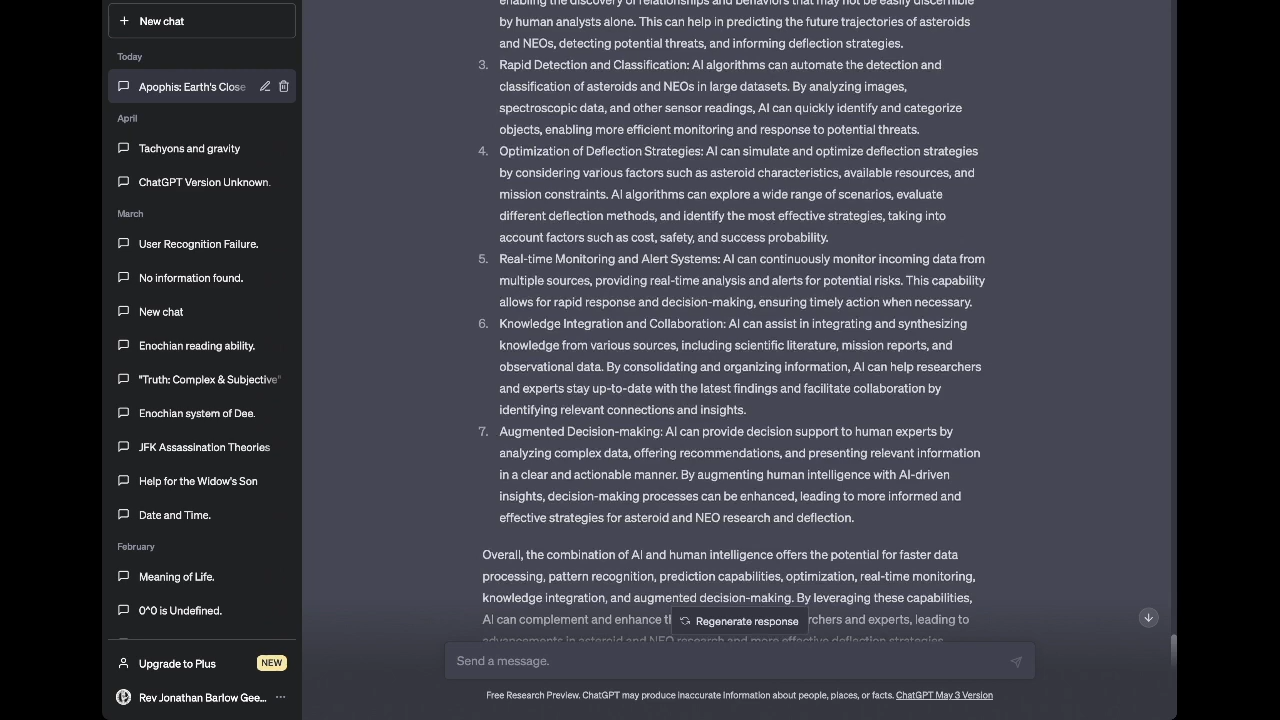 New chat
Today
Apophis: Earth's Close
April
Tachyons and gravity
ChatGPT Version Unknown.
March
User Recognition Failure.
No information found.
New chat
Enochian reading ability.
"Truth: Complex & Subjective"
Enochian system of Dee.
JFK Assassination Theories
Help for the Widow's Son
Date and Time.
February
Meaning of Life.
0^0 is Undefined.
Upgrade to Plus
NEW
Rev Jonathan Barlow Gee...
enabling the discovery of relationships and behaviors that may not be easily discernible
by human analysts alone. This can help in predicting the future trajectories of asteroids
and NEOs, detecting potential threats, and informing deflection strategies.
3. Rapid Detection and Classification: AI algorithms can automate the detection and
classification of asteroids and NEOs in large datasets. By analyzing images,
spectroscopic data, and other sensor readings, AI can quickly identify and categorize
objects, enabling more efficient monitoring and response to potential threats.
4. Optimization of Deflection Strategies: AI can simulate and optimize deflection strategies
by considering various factors such as asteroid characteristics, available resources, and
mission constraints. AI algorithms can explore a wide range of scenarios, evaluate
different deflection methods, and identify the most effective strategies, taking into
account factors such as cost, safety, and success probability.
5. Real-time Monitoring and Alert Systems: AI can continuously monitor incoming data from
multiple sources, providing real-time analysis and alerts for potential risks. This capability
allows for rapid response and decision-making, ensuring timely action when necessary.
6. Knowledge Integration and Collaboration: AI can assist in integrating and synthesizing
knowledge from various sources, including scientific literature, mission reports, and
observational data. By consolidating and organizing information, AI can help researchers
and experts stay up-to-date with the latest findings and facilitate collaboration by
identifying relevant connections and insights.
7. Augmented Decision-making: AI can provide decision support to human experts by
analyzing complex data, offering recommendations, and presenting relevant information
in a clear and actionable manner. By augmenting human intelligence with AI-driven
insights, decision-making processes can be enhanced, leading to more informed and
effective strategies for asteroid and NEO research and deflection.
Overall, the combination of AI and human intelligence offers the potential for faster data
processing, pattern recognition, prediction capabilities, optimization, real-time monitoring,
knowledge integration, and augmented decision-making. By leveraging these capabilities,
AI can complement and enhance rchers and experts, leading to
advancements in asteroid and NEO research and more effective deflection strategies.
Regenerate response
Send a message.
Free Research Preview. ChatGPT may produce inaccurate information about people, places, or facts. ChatGPT May 3 Version